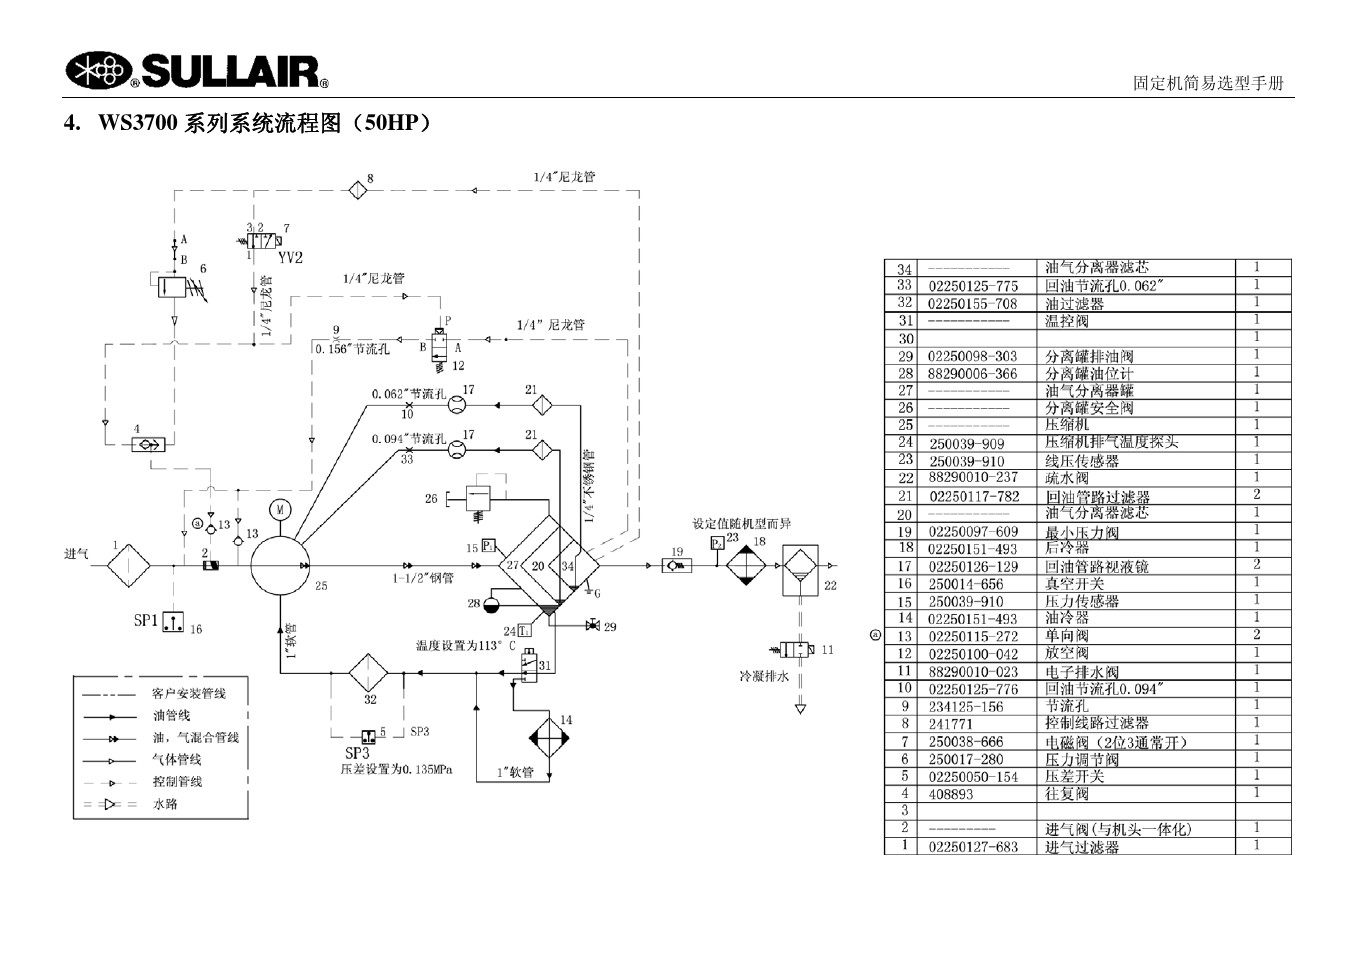 SULLAIR
固定机简易选型手册
4. WS3700 系列系统流程图（50HP）
8
1/4"尼龙管
3 2 7
A
B
1 YV2
6
1/4"尼龙管
1/4"尼龙管
P
9
1/4” 尼龙管
0.156"节流孔
B A
12
0.062"节流孔 17 21
10
4
0.094"节流孔 17 21
33
1/4"不锈钢管
26
M
ⓐ 13
13
设定值随机型而异
进气
1
2
15 P₁
P₂ 23 18
19
27 20 34
25
1-1/2"钢管
22
G
28
SP1
16
24 T₁
29
1"软管
温度设置为113° C
31
11
冷凝排水
32
14
5 SP3
SP3
压差设置为0.135MPa
1"软管
客户安装管线
油管线
油，气混合管线
气体管线
控制管线
水路
34 ----------- 油气分离器滤芯 1
33 02250125-775 回油节流孔0.062" 1
32 02250155-708 油过滤器 1
31 ----------- 温控阀 1
30 1
29 02250098-303 分离罐排油阀 1
28 88290006-366 分离罐油位计 1
27 ----------- 油气分离器罐 1
26 ----------- 分离罐安全阀 1
25 ----------- 压缩机 1
24 250039-909 压缩机排气温度探头 1
23 250039-910 线压传感器 1
22 88290010-237 疏水阀 1
21 02250117-782 回油管路过滤器 2
20 ----------- 油气分离器滤芯 1
19 02250097-609 最小压力阀 1
18 02250151-493 后冷器 1
17 02250126-129 回油管路视液镜 2
16 250014-656 真空开关 1
15 250039-910 压力传感器 1
14 02250151-493 油冷器 1
ⓐ 13 02250115-272 单向阀 2
12 02250100-042 放空阀 1
11 88290010-023 电子排水阀 1
10 02250125-776 回油节流孔0.094" 1
9 234125-156 节流孔 1
8 241771 控制线路过滤器 1
7 250038-666 电磁阀（2位3通常开） 1
6 250017-280 压力调节阀 1
5 02250050-154 压差开关 1
4 408893 往复阀 1
3
2 --------- 进气阀(与机头一体化) 1
1 02250127-683 进气过滤器 1